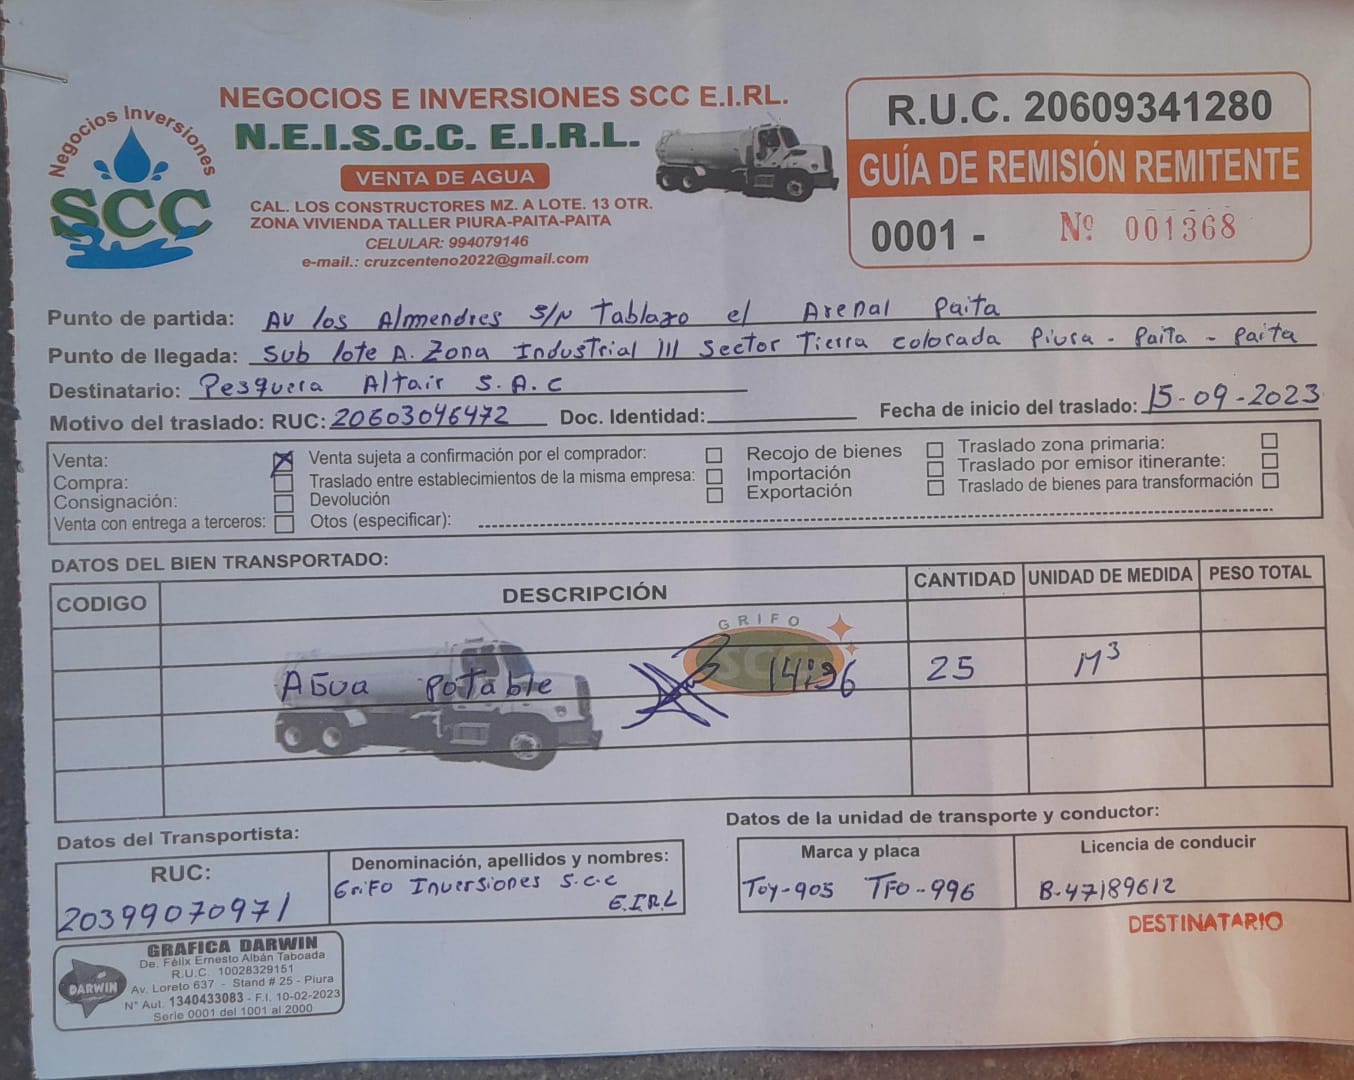 Negocios Inversiones
SCC
NEGOCIOS E INVERSIONES SCC E.I.RL.
N.E.I.S.C.C. E.I.R.L.
VENTA DE AGUA
CAL. LOS CONSTRUCTORES MZ. A LOTE. 13 OTR.
ZONA VIVIENDA TALLER PIURA-PAITA-PAITA
CELULAR: 994079146
e-mail.: cruzcenteno2022@gmail.com
R.U.C. 20609341280
GUÍA DE REMISIÓN REMITENTE
0001 - Nº 001368
Punto de partida: AV los Almendres S/N Tablazo el Arenal Paita
Punto de llegada: Sub lote A. Zona Industrial III Sector Tierra colorada Piura - Paita - Paita
Destinatario: Pesquera Altair S.A.C
Motivo del traslado: RUC: 20603046472 Doc. Identidad: Fecha de inicio del traslado: 15-09-2023
Venta: X Venta sujeta a confirmación por el comprador: Recojo de bienes Traslado zona primaria:
Compra: Traslado entre establecimientos de la misma empresa: Importación Traslado por emisor itinerante:
Consignación: Devolución Exportación Traslado de bienes para transformación
Venta con entrega a terceros: Otos (especificar):
DATOS DEL BIEN TRANSPORTADO:
CODIGO DESCRIPCIÓN CANTIDAD UNIDAD DE MEDIDA PESO TOTAL
GRIFO
SCC
Agua Potable 14:36 25 M³
Datos del Transportista:
RUC: Denominación, apellidos y nombres:
20399070971 Grifo Inversiones S.C.C
E.I.R.L
Datos de la unidad de transporte y conductor:
Marca y placa Licencia de conducir
Toy-905 TFO-996 B-47189612
DESTINATARIO
DARWIN
GRAFICA DARWIN
De. Félix Ernesto Albán Taboada
R.U.C. 10028329151
Av. Loreto 637 - Stand # 25 - Piura
N° Aut. 1340433083 - F.I. 10-02-2023
Serie 0001 del 1001 al 2000